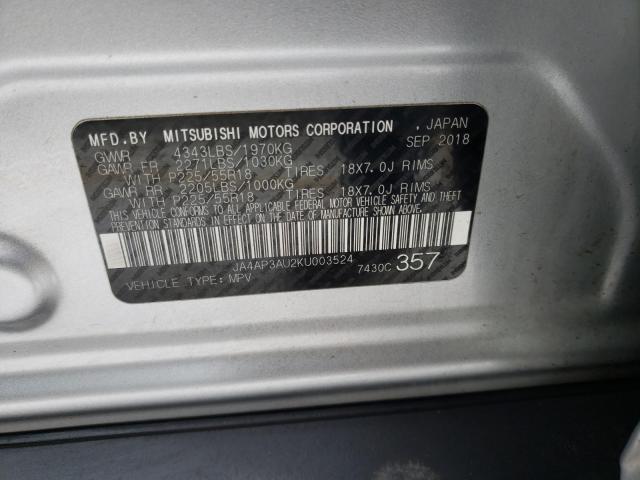 MFD.BY MITSUBISHI MOTORS CORPORATION . JAPAN
GVWR 4343LBS/1970KG SEP 2018
GAWR FR 2271LBS/1030KG
WITH P225/55R18 TIRES 18X7.0J RIMS
GAWR RR 2205LBS/1000KG
WITH P225/55R18 TIRES 18X7.0J RIMS
THIS VEHICLE CONFORMS TO ALL APPLICABLE FEDERAL MOTOR VEHICLE SAFETY, BUMPER AND THEFT
PREVENTION STANDARDS IN EFFECT ON THE DATE OF MANUFACTURE SHOWN ABOVE.
JA4AP3AU2KU003524
7430C 357
VEHICLE TYPE: MPV